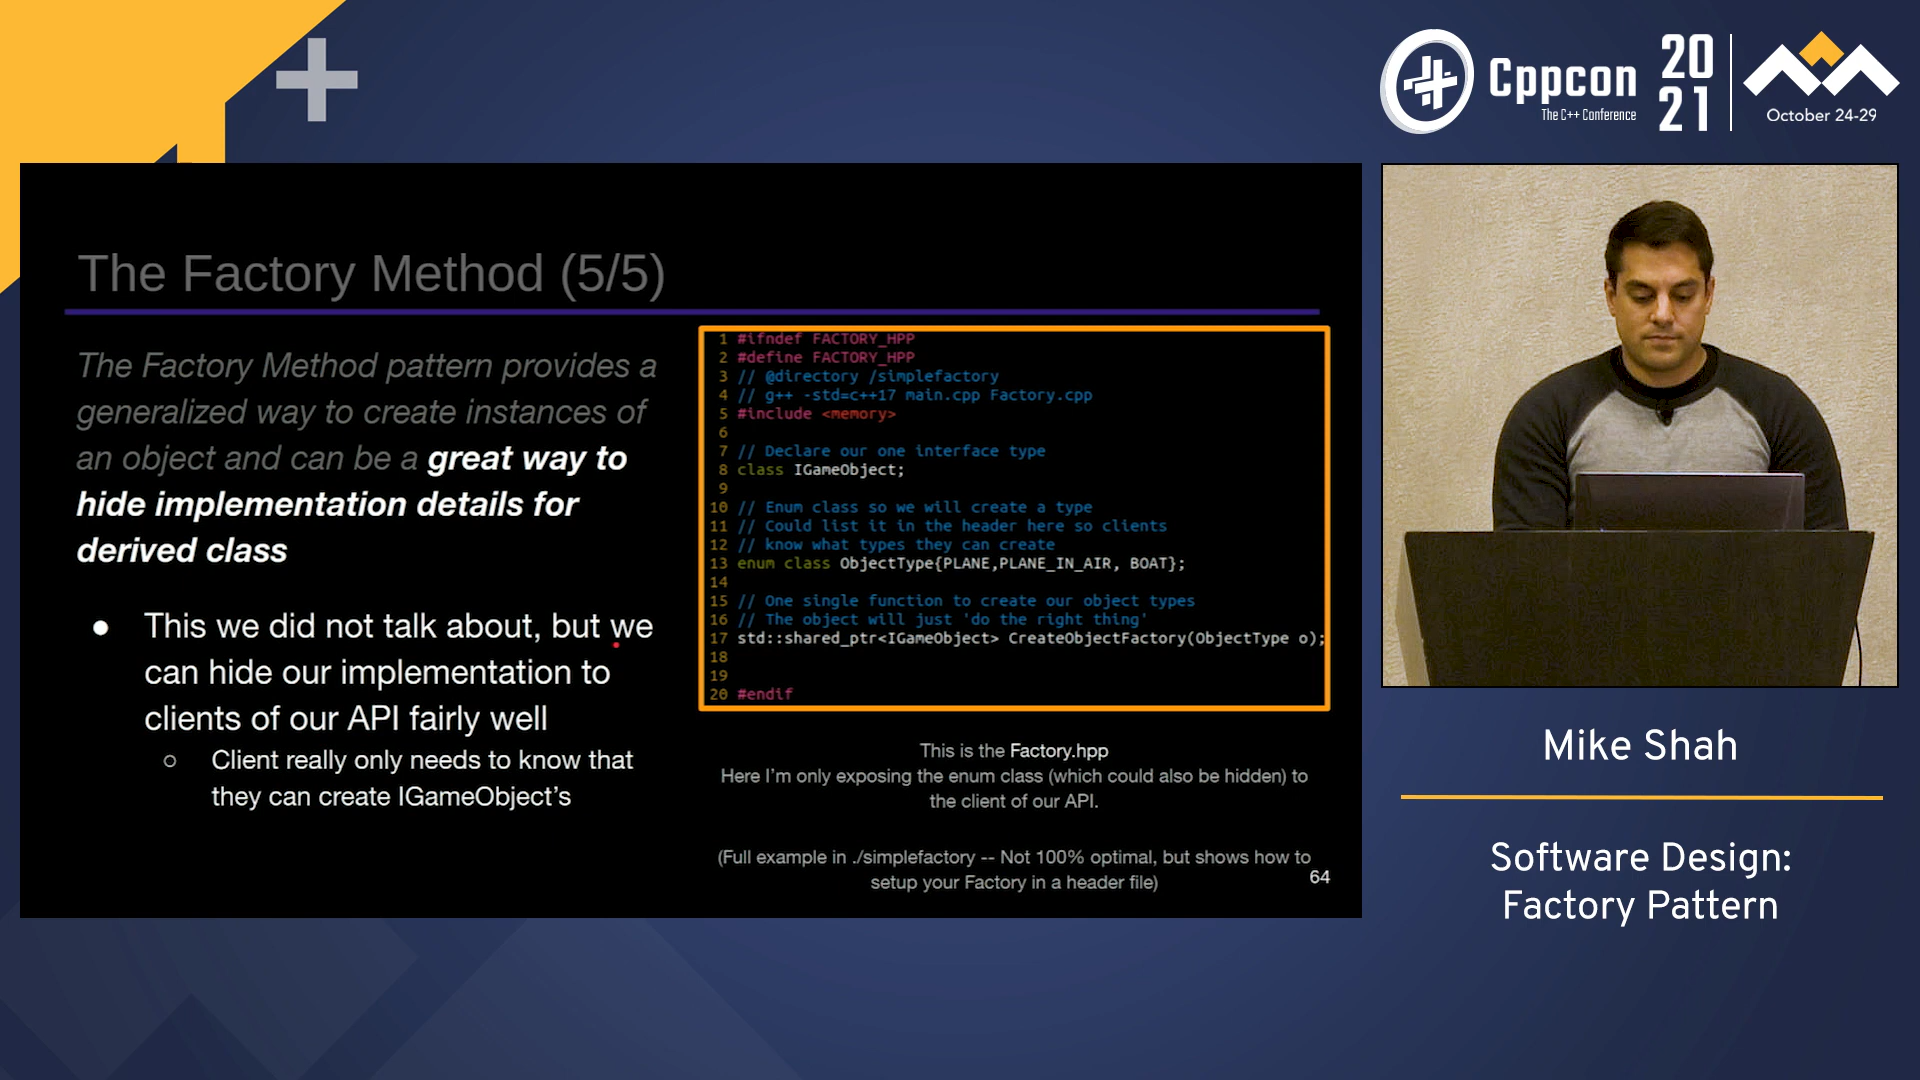 Cppcon
The C++ Conference
20
21
October 24-29
The Factory Method (5/5)
The Factory Method pattern provides a
generalized way to create instances of
an object and can be a great way to
hide implementation details for
derived class
● This we did not talk about, but we
can hide our implementation to
clients of our API fairly well
○ Client really only needs to know that
they can create IGameObject's
1 #ifndef FACTORY_HPP
2 #define FACTORY_HPP
3 // @directory /simplefactory
4 // g++ -std=c++17 main.cpp Factory.cpp
5 #include <memory>
6
7 // Declare our one interface type
8 class IGameObject;
9
10 // Enum class so we will create a type
11 // Could list it in the header here so clients
12 // know what types they can create
13 enum class ObjectType{PLANE,PLANE_IN_AIR, BOAT};
14
15 // One single function to create our object types
16 // The object will just 'do the right thing'
17 std::shared_ptr<IGameObject> CreateObjectFactory(ObjectType o);
18
19
20 #endif
This is the Factory.hpp
Here I'm only exposing the enum class (which could also be hidden) to
the client of our API.
(Full example in ./simplefactory -- Not 100% optimal, but shows how to
setup your Factory in a header file)
64
Mike Shah
Software Design:
Factory Pattern